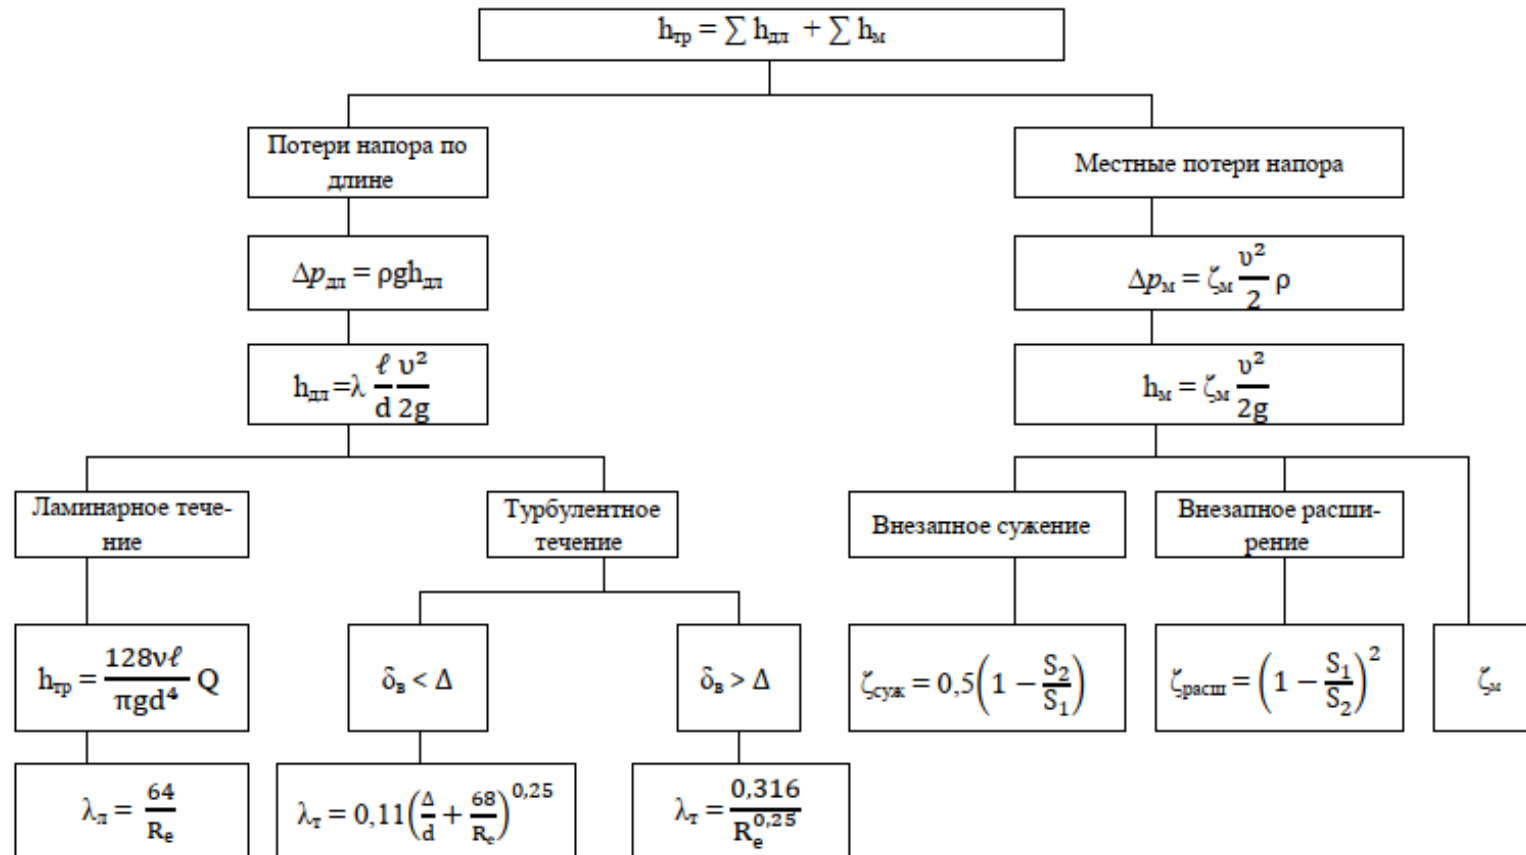 hтр = ∑ hдл + ∑ hм
Потери напора по
длине
Местные потери напора
Δpдл = ρghдл
Δpм = ζм υ²/2 ρ
hдл =λ ℓ/d υ²/2g
hм = ζм υ²/2g
Ламинарное тече-
ние
Турбулентное
течение
Внезапное сужение
Внезапное расши-
рение
hтр = 128νℓ/πgd⁴ Q
δв < Δ
δв > Δ
ζсуж = 0,5(1 − S₂/S₁)
ζрасш = (1 − S₁/S₂)²
ζм
λл = 64/Re
λт = 0,11(Δ/d + 68/Re)^0,25
λт = 0,316/Re^0,25